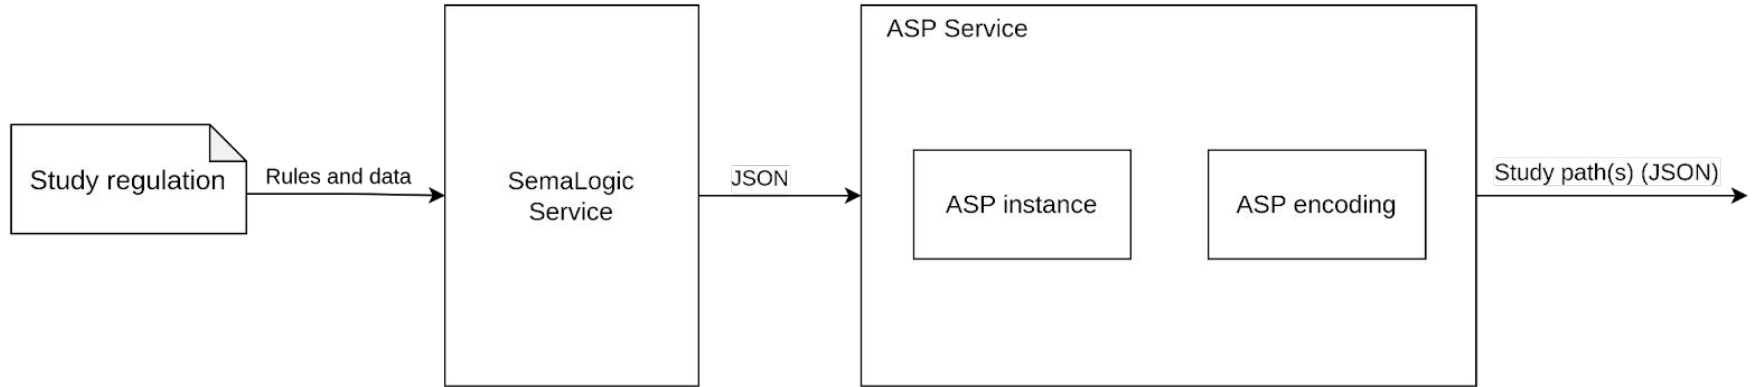 ASP Service
Study regulation
Rules and data
SemaLogic
Service
JSON
ASP instance
ASP encoding
Study path(s) (JSON)